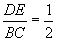 DE/BC = 1/2